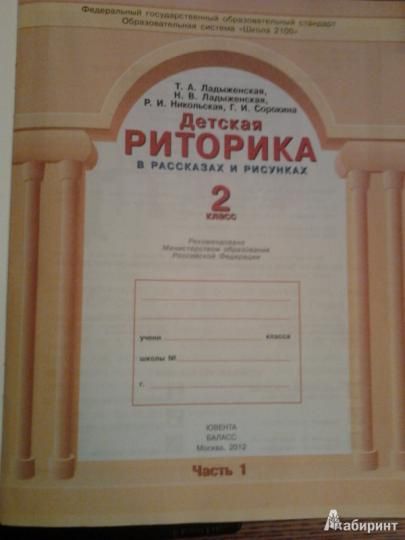 Федеральный государственный образовательный стандарт
Образовательная система «Школа 2100»
Т. А. Ладыженская,
Н. В. Ладыженская,
Р. И. Никольская, Г. И. Сорокина
Детская
РИТОРИКА
В РАССКАЗАХ И РИСУНКАХ
2
класс
Рекомендовано
Министерством образования
Российской Федерации
учени класса
школы №
г.
ЮВЕНТА
БАЛАСС
Москва, 2012
Часть 1
Лабиринт